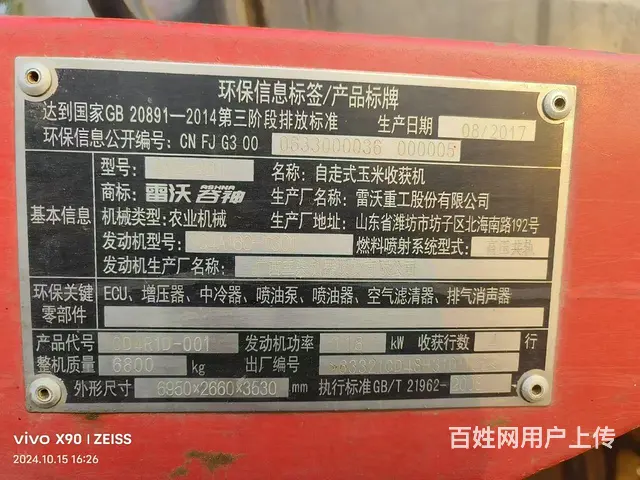 环保信息标签/产品标牌
达到国家GB 20891—2014第三阶段排放标准 生产日期 08/2017
环保信息公开编号: CN FJ G3 00 0333000036 000005
型号: 名称: 自走式玉米收获机
商标: 雷沃 谷神 生产厂名称: 雷沃重工股份有限公司
基本信息 机械类型: 农业机械 生产厂地址: 山东省潍坊市坊子区北海南路192号
发动机型号: 燃料喷射系统型式: 高压共轨
发动机生产厂名称:
环保关键零部件 ECU、增压器、中冷器、喷油泵、喷油器、空气滤清器、排气消声器
产品代号 -001 发动机功率 kW 收获行数 4 行
整机质量 6800 kg 出厂编号
外形尺寸 6950×2660×3530 mm 执行标准GB/T 21962-
vivo X90 | ZEISS
2024.10.15 16:26
百姓网用户上传